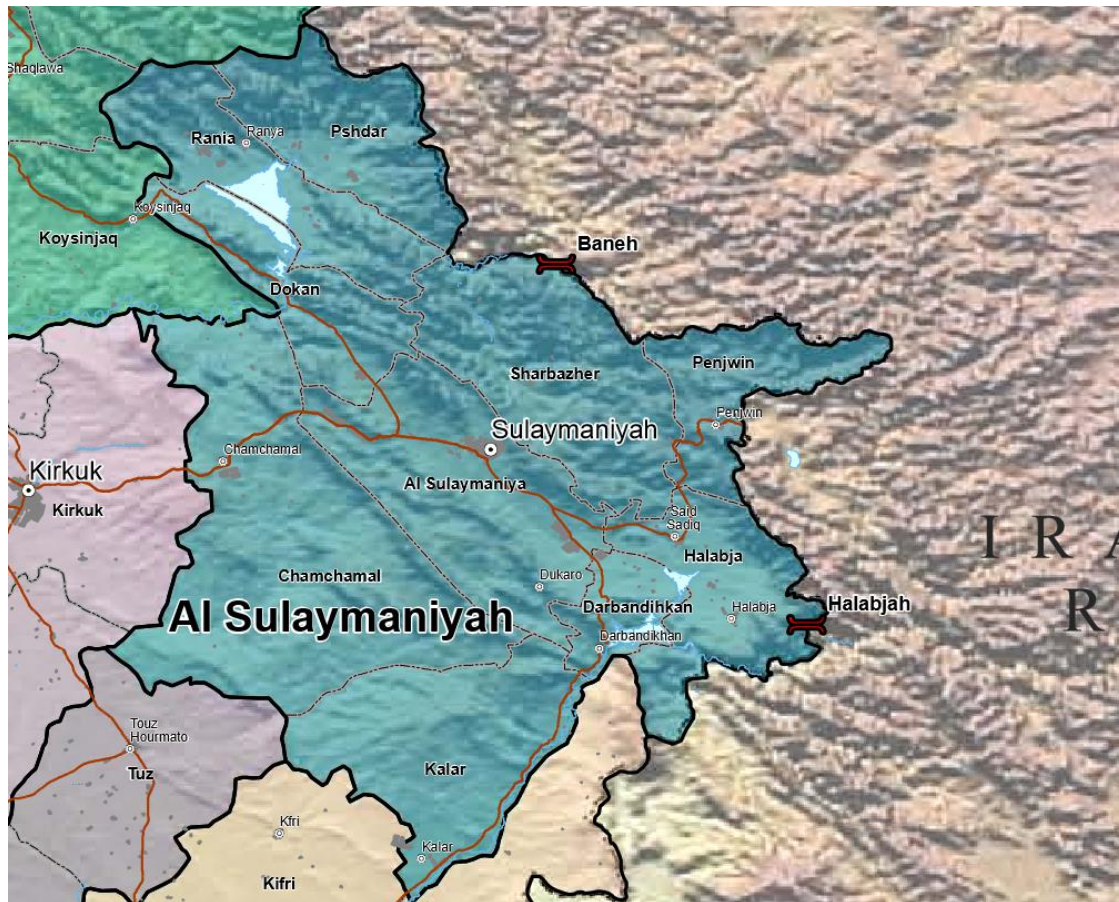 Shaqlawa
Rania
Ranya
Pshdar
Koysinjaq
Koysinjaq
Baneh
Dokan
Sharbazher
Penjwin
Penjwin
Sulaymaniyah
Chamchamal
Kirkuk
Kirkuk
Al Sulaymaniya
Said
Sadiq
Halabja
I R A
R
Chamchamal
Dukaro
Al Sulaymaniyah
Darbandihkan
Halabja
Halabjah
Darbandikhan
Touz
Hourmato
Tuz
Kalar
Kfri
Kalar
Kifri